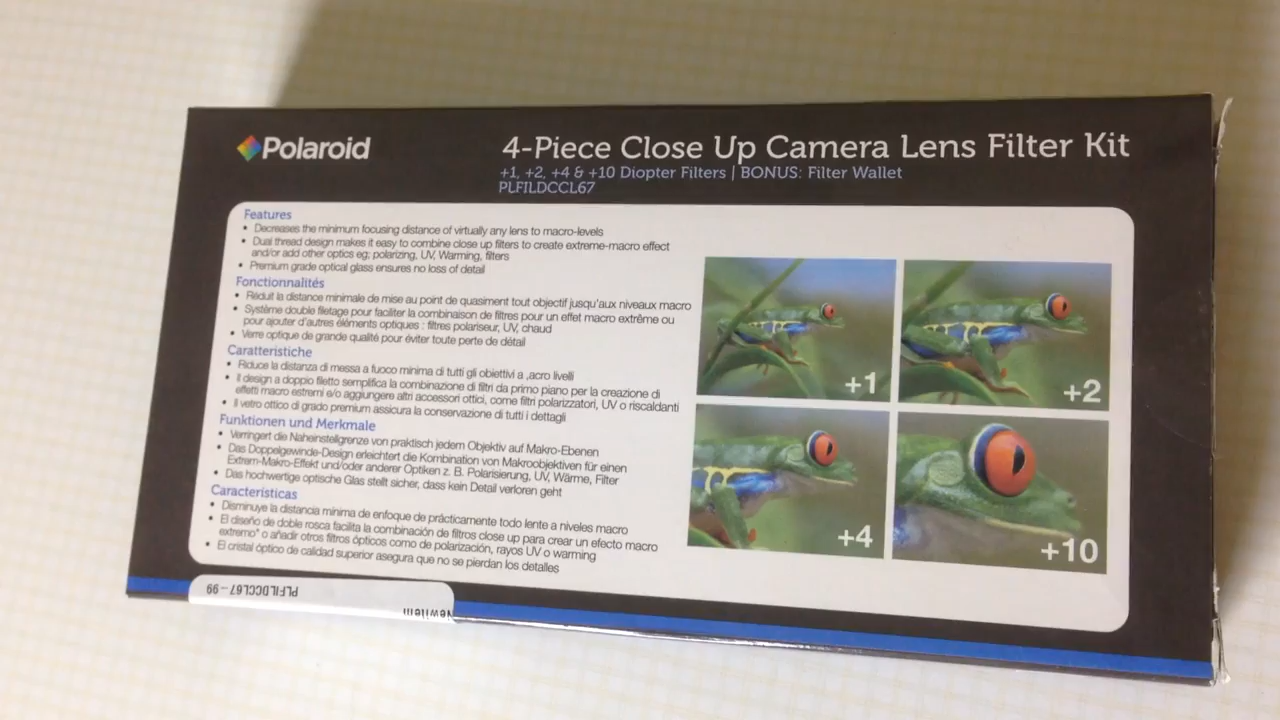 Polaroid
4-Piece Close Up Camera Lens Filter Kit
+1, +2, +4 & +10 Diopter Filters | BONUS: Filter Wallet
PLFILDCCL67
Features
• Decreases the minimum focusing distance of virtually any lens to macro-levels
• Dual thread design makes it easy to combine close up filters to create extreme-macro effect
and/or add other optics eg; polarizing, UV, Warming, filters
• Premium grade optical glass ensures no loss of detail
Fonctionnalités
• Réduit la distance minimale de mise au point de quasiment tout objectif jusqu'aux niveaux macro
• Système double filetage pour faciliter la combinaison de filtres pour un effet macro extrême ou
pour ajouter d'autres éléments optiques : filtres polariseur, UV, chaud
• Verre optique de grande qualité pour éviter toute perte de détail
Caratteristiche
• Riduce la distanza di messa a fuoco minima di tutti gli obiettivi a ,acro livelli
• Il design a doppio filetto semplifica la combinazione di filtri da primo piano per la creazione di
effetti macro estremi e/o aggiungere altri accessori ottici, come filtri polarizzatori, UV o riscaldanti
• Il vetro ottico di grado premium assicura la conservazione di tutti i dettagli
Funktionen und Merkmale
• Verringert die Naheinstellgrenze von praktisch jedem Objektiv auf Makro-Ebenen
• Das Doppelgewinde-Design erleichtert die Kombination von Makroobjektiven für einen
Extrem-Makro-Effekt und/oder anderer Optiken z. B. Polarisierung, UV, Wärme, Filter
• Das hochwertige optische Glas stellt sicher, dass kein Detail verloren geht
Características
• Disminuye la distancia mínima de enfoque de prácticamente todo lente a niveles macro
• El diseño de doble rosca facilita la combinación de filtros close up para crear un efecto macro
extremo* o añadir otros filtros ópticos como de polarización, rayos UV o warming
• El cristal óptico de calidad superior asegura que no se pierdan los detalles
+1
+2
+4
+10
PLFILDCCL67-99
NewItem